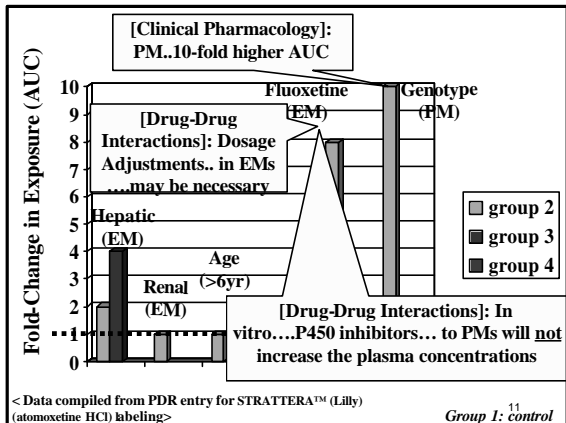 [Clinical Pharmacology]:
PM..10-fold higher AUC
Fold-Change in Exposure (AUC)
10
9
8
7
6
5
4
3
2
1
0
Fluoxetine
(EM)
Genotype
(PM)
[Drug-Drug
Interactions]: Dosage
Adjustments.. in EMs
….may be necessary
Hepatic
(EM)
Renal
(EM)
Age
(>6yr)
group 2
group 3
group 4
[Drug-Drug Interactions]: In
vitro….P450 inhibitors… to PMs will not
increase the plasma concentrations
< Data compiled from PDR entry for STRATTERA™ (Lilly)
(atomoxetine HCl) labeling>
11
Group 1: control